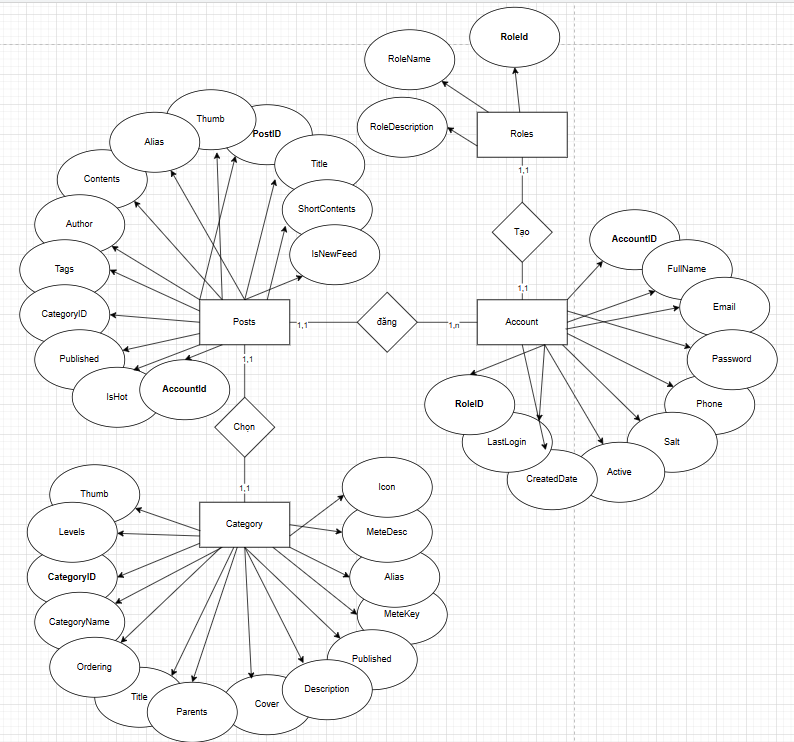 RoleId
RoleName
RoleDescription
Roles
1,1
Tạo
1,1
Thumb
PostID
Alias
Title
Contents
ShortContents
Author
IsNewFeed
Tags
CategoryID
Published
IsHot
AccountId
Posts
1,1
đăng
1,n
Account
AccountID
FullName
Email
Password
Phone
Salt
Active
CreatedDate
LastLogin
RoleID
1,1
Chọn
1,1
Category
Thumb
Levels
CategoryID
CategoryName
Ordering
Title
Parents
Cover
Description
Published
MeteKey
Alias
MeteDesc
Icon